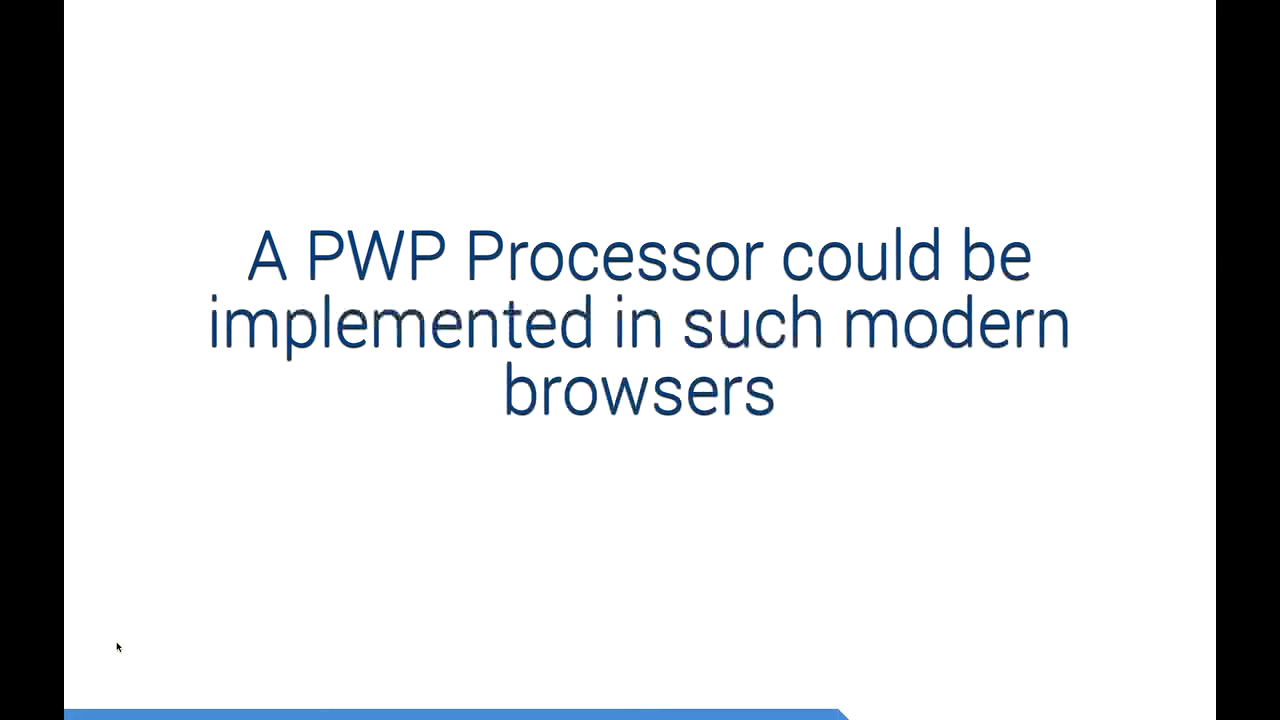 A PWP Processor could be
implemented in such modern
browsers